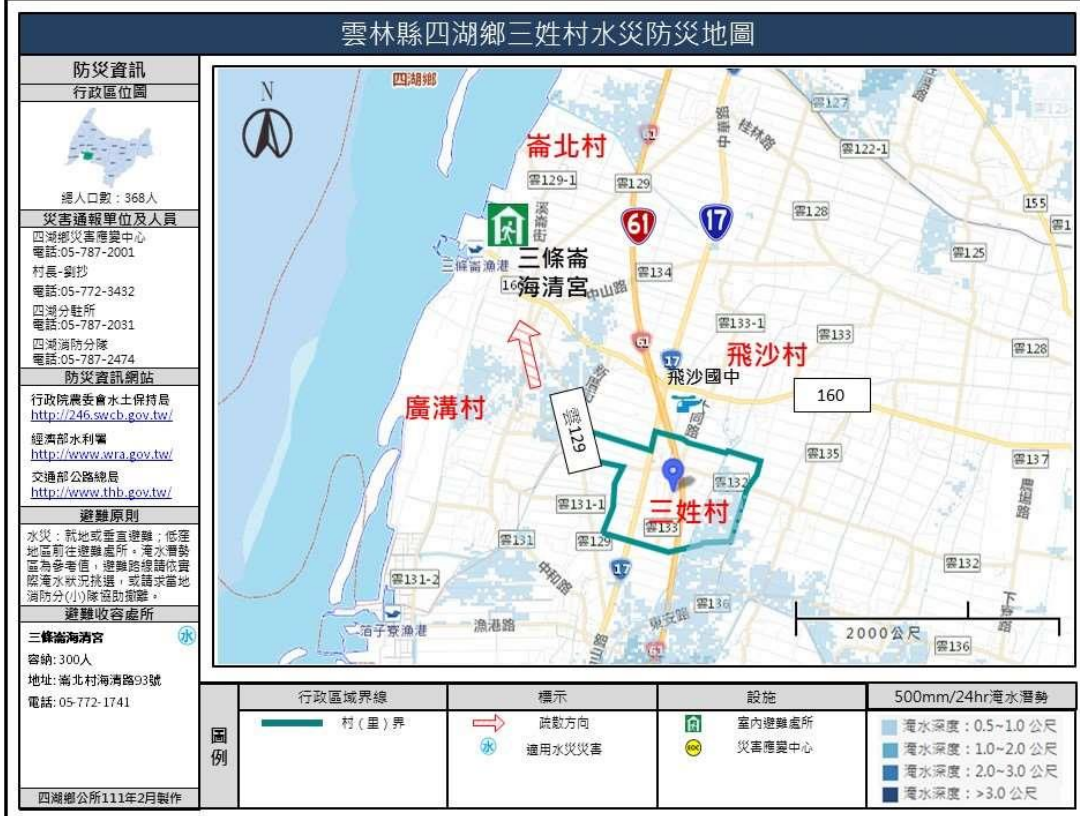 雲林縣四湖鄉三姓村水災防災地圖
防災資訊
行政區位圖
總人口數：368人
災害通報單位及人員
四湖鄉災害應變中心
電話:05-787-2001
村長-劉抄
電話:05-772-3432
四湖分駐所
電話:05-787-2031
四湖消防分隊
電話:05-787-2474
防災資訊網站
行政院農委會水土保持局
http://246.swcb.gov.tw/
經濟部水利署
http://www.wra.gov.tw/
交通部公路總局
http://www.thb.gov.tw/
避難原則
水災：就地或垂直避難；低窪
地區前往避難處所。淹水潛勢
區為參考值，避難路線請依實
際淹水狀況挑選，或請求當地
消防分(小)隊協助撤離。
避難收容處所
三條崙海清宮
水
容納:300人
地址:崙北村海清路93號
電話:05-772-1741
四湖鄉公所111年2月製作
N
四湖鄉
崙北村
61
雲127
中華路
桂林路
雲122-1
雲129-1
雲129
155
溪崙街
61
17
雲128
雲125
三條崙漁港
三條崙
海清宮
中山路
雲134
雲133-1
雲133
61
17
飛沙村
雲128
飛沙國中
160
廣溝村
雲129
雲135
雲137
雲132
三姓村
雲131-1
雲133
雲131
雲129
17
雲132
雲131-2
中和路
雲136
箔子寮漁港
漁港路
東安路
2000公尺
雲136
61
圖例
行政區域界線
村（里）界
標示
疏散方向
水
適用水災災害
設施
室內避難處所
EOC
災害應變中心
500mm/24hr淹水潛勢
淹水深度：0.5~1.0 公尺
淹水深度：1.0~2.0 公尺
淹水深度：2.0~3.0 公尺
淹水深度：>3.0 公尺